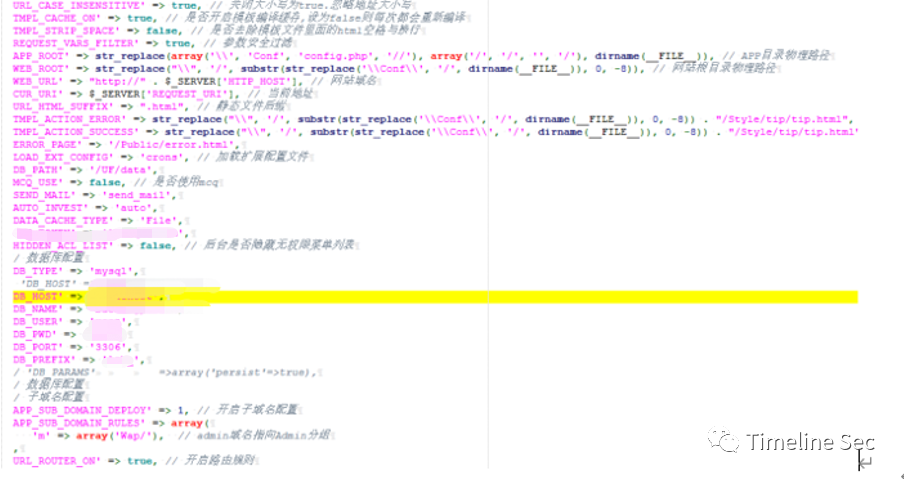 URL_CASE_INSENSITIVE' => true, // 关闭大小写为true.忽略地址大小写
TMPL_CACHE_ON' => true, // 是否开启模板编译缓存,设为false则每次都会重新编译
TMPL_STRIP_SPACE' => false, // 是否去除模板文件里面的html空格与换行
REQUEST_VARS_FILTER' => true, // 参数安全过滤
APP_ROOT' => str_replace(array('\\', 'Conf', 'config.php', '//'), array('/', '/', '', '/'), dirname(__FILE__)), // APP目录物理路径
WEB_ROOT' => str_replace("\\", '/', substr(str_replace('\\Conf\\', '/', dirname(__FILE__)), 0, -8)), // 网站根目录物理路径
WEB_URL' => "http://" . $_SERVER['HTTP_HOST'], // 网站域名
CUR_URI' => $_SERVER['REQUEST_URI'], // 当前地址
URL_HTML_SUFFIX' => ".html", // 静态文件后缀
TMPL_ACTION_ERROR' => str_replace("\\", '/', substr(str_replace('\\Conf\\', '/', dirname(__FILE__)), 0, -8)) . "/Style/tip/tip.html",
TMPL_ACTION_SUCCESS' => str_replace("\\", '/', substr(str_replace('\\Conf\\', '/', dirname(__FILE__)), 0, -8)) . "/Style/tip/tip.html'
ERROR_PAGE' => '/Public/error.html',
LOAD_EXT_CONFIG' => 'crons', // 加载扩展配置文件
DB_PATH' => '/UF/data',
MCQ_USE' => false, // 是否使用mcq
SEND_MAIL' => 'send_mail',
AUTO_INVEST' => 'auto',
DATA_CACHE_TYPE' => 'File',
HIDDEN_ACL_LIST' => false, // 后台是否隐藏无权限菜单列表
/ 数据库配置
DB_TYPE' => 'mysql',
'DB_HOST' =
DB_HOST' =>
DB_NAME' =>
DB_USER' =>
DB_PWD' =>
DB_PORT' => '3306',
DB_PREFIX' =>
/ 'DB_PARAMS' =>array('persist'=>true),
/ 数据库配置
/ 子域名配置
APP_SUB_DOMAIN_DEPLOY' => 1, // 开启子域名配置
APP_SUB_DOMAIN_RULES' => array(
'm' => array('Wap/'), // admin域名指向Admin分组
,
URL_ROUTER_ON' => true, // 开启路由规则
Timeline Sec